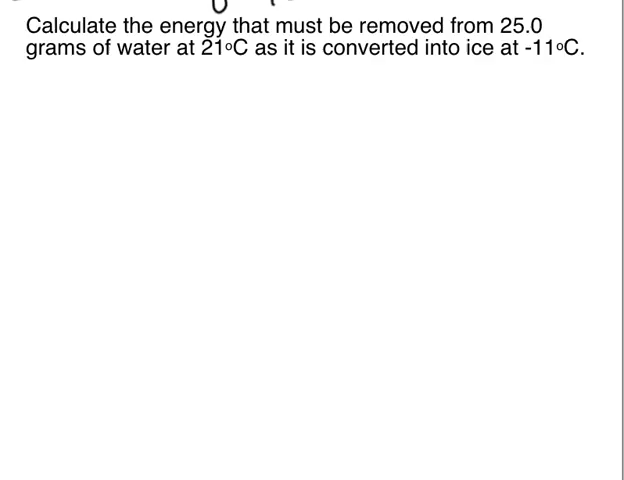 Calculate the energy that must be removed from 25.0
grams of water at 21°C as it is converted into ice at -11°C.